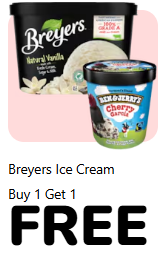 Breyers
Natural Vanilla
BEN & JERRY'S
Cherry
Garcia
Breyers Ice Cream
Buy 1 Get 1
FREE